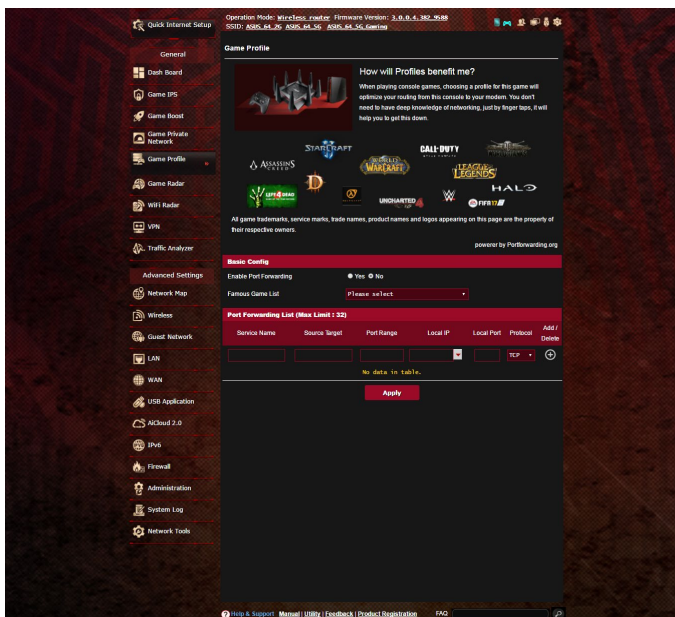 Quick Internet Setup
Operation Mode: Wireless router Firmware Version: 3.0.0.4.382_9588
SSID: ASUS_64_2G ASUS_64_5G ASUS_64_5G_Gaming
General
Dash Board
Game IPS
Game Boost
Game Private
Network
Game Profile
Game Radar
WiFi Radar
VPN
Traffic Analyzer
Advanced Settings
Network Map
Wireless
Guest Network
LAN
WAN
USB Application
AiCloud 2.0
IPv6
Firewall
Administration
System Log
Network Tools
Game Profile
How will Profiles benefit me?
When playing console games, choosing a profile for this game will
optimize your routing from this console to your modem. You don't
need to have deep knowledge of networking, just by finger taps, it will
help you to get this down.
STARCRAFT
CALL·DUTY
ASSASSIN'S
CREED
WORLD
WARCRAFT
LEAGUE
LEGENDS
D
HALO
LEFT 4 DEAD
UNCHARTED 4
W
FIFA 17
All game trademarks, service marks, trade names, product names and logos appearing on this page are the property of
their respective owners.
powerer by Portforwarding.org
Basic Config
Enable Port Forwarding
Yes No
Famous Game List
Please select
Port Forwarding List (Max Limit : 32)
Service Name Source Target Port Range Local IP Local Port Protocol Add /
Delete
TCP
No data in table.
Apply
Help & Support Manual | Utility | Feedback | Product Registration FAQ